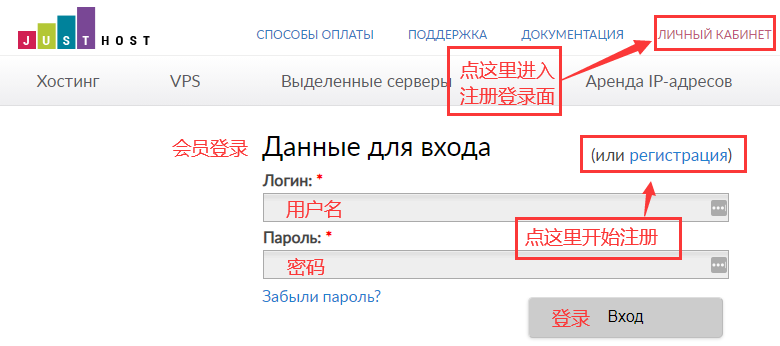 JUST HOST
СПОСОБЫ ОПЛАТЫ ПОДДЕРЖКА ДОКУМЕНТАЦИЯ ЛИЧНЫЙ КАБИНЕТ
Хостинг VPS Выделенные серверы Аренда IP-адресов
点这里进入
注册登录面
会员登录 Данные для входа (или регистрация)
Логин: *
用户名
Пароль: * 点这里开始注册
密码
Забыли пароль?
登录 Вход